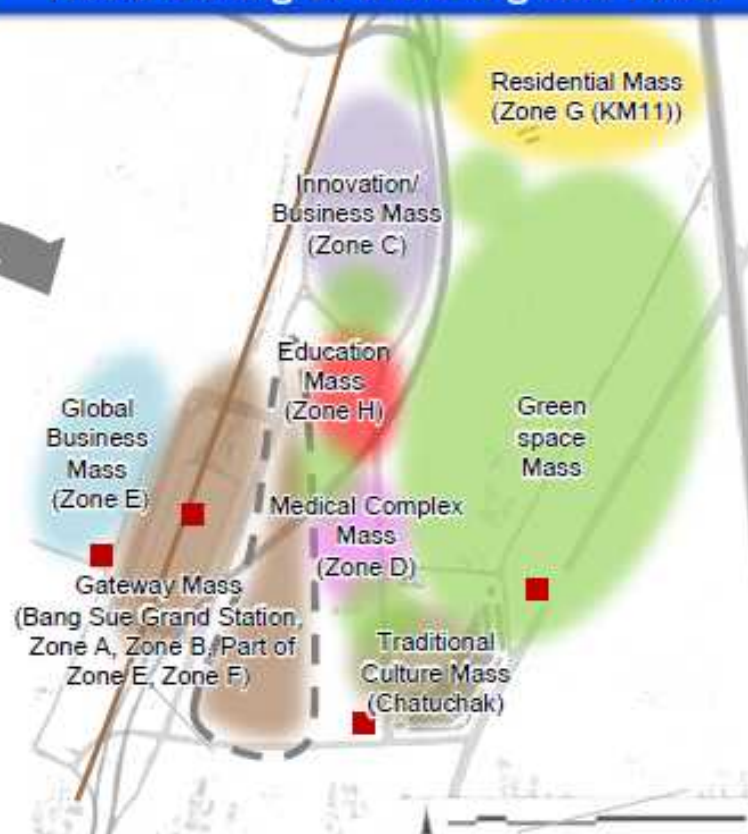 Residential Mass
(Zone G (KM11))
Innovation/
Business Mass
(Zone C)
Education
Mass
(Zone H)
Global
Business
Mass
(Zone E)
Green
space
Mass
Medical Complex
Mass
(Zone D)
Gateway Mass
(Bang Sue Grand Station,
Zone A, Zone B, Part of
Zone E, Zone F)
Traditional
Culture Mass
(Chatuchak)